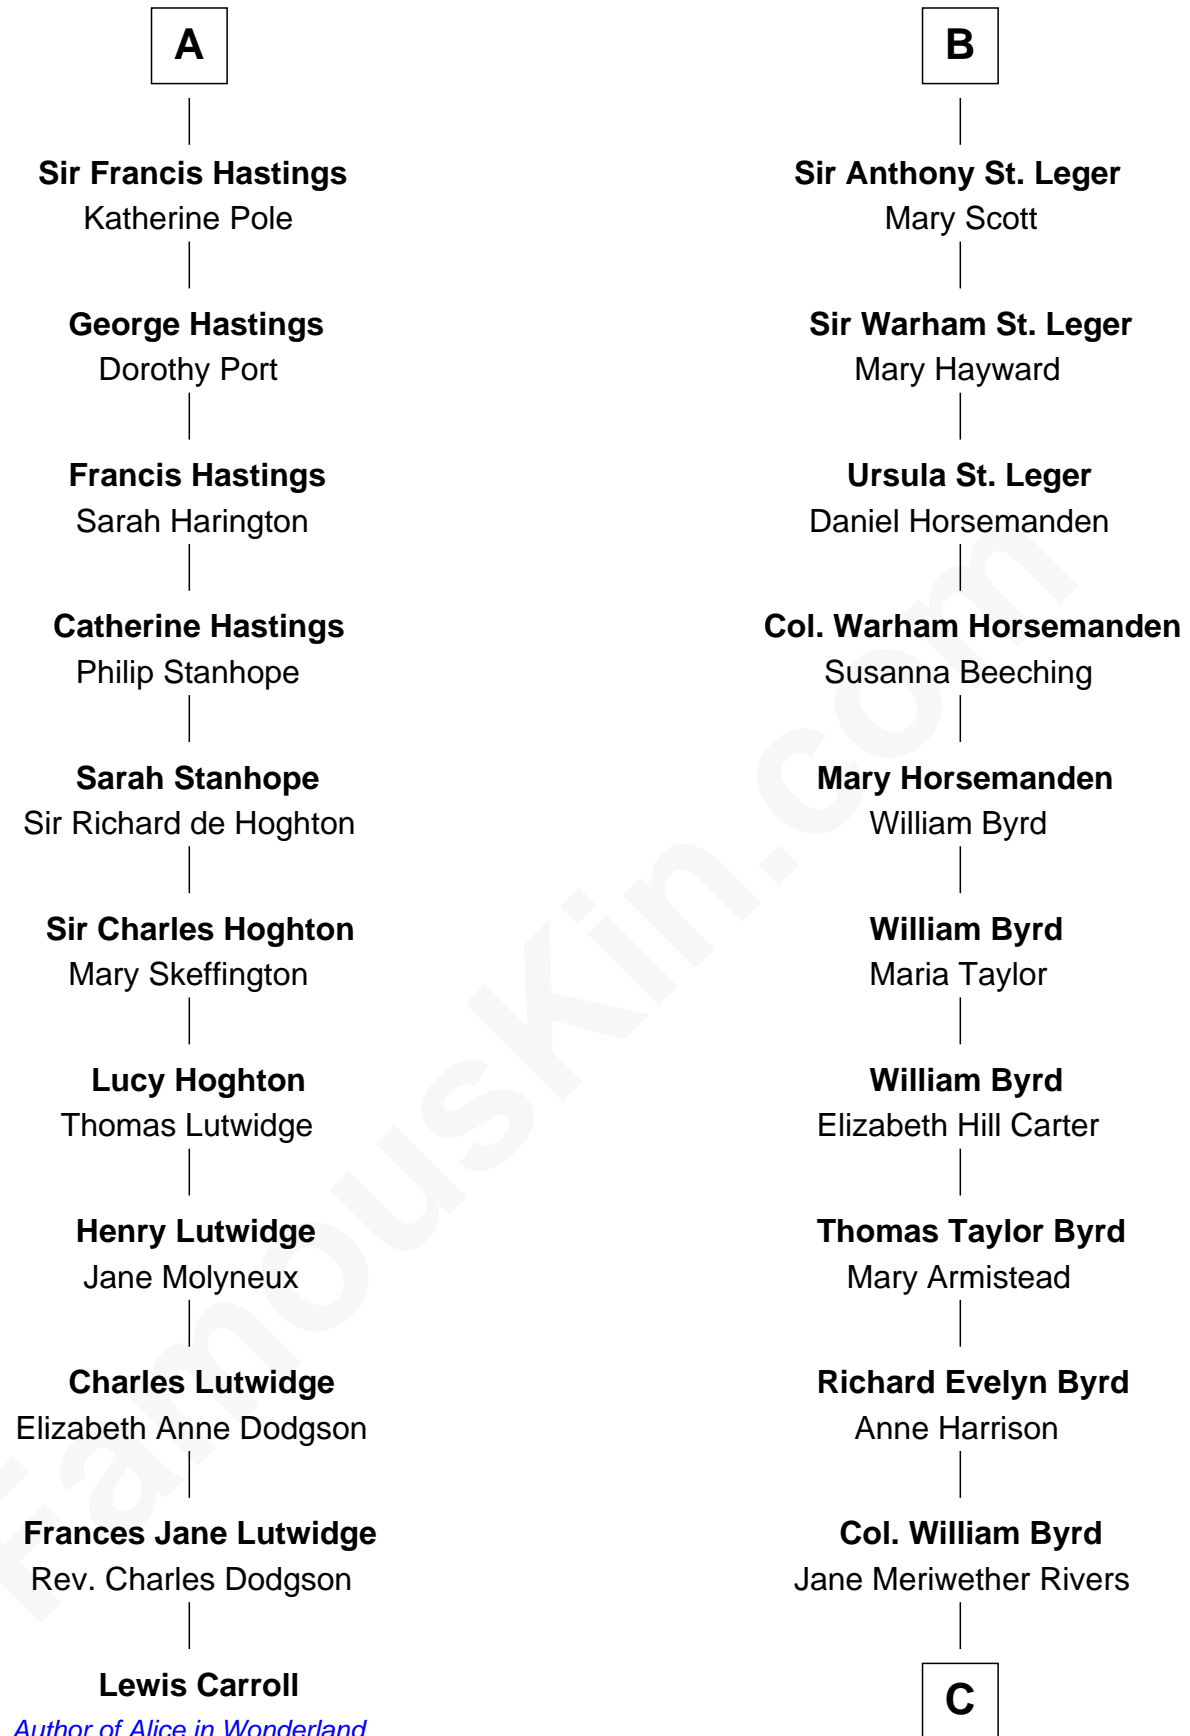 A
Sir Francis Hastings
Katherine Pole
George Hastings
Dorothy Port
Francis Hastings
Sarah Harington
Catherine Hastings
Philip Stanhope
Sarah Stanhope
Sir Richard de Hoghton
Sir Charles Hoghton
Mary Skeffington
Lucy Hoghton
Thomas Lutwidge
Henry Lutwidge
Jane Molyneux
Charles Lutwidge
Elizabeth Anne Dodgson
Frances Jane Lutwidge
Rev. Charles Dodgson
Lewis Carroll
Author of Alice in Wonderland
B
Sir Anthony St. Leger
Mary Scott
Sir Warham St. Leger
Mary Hayward
Ursula St. Leger
Daniel Horsemanden
Col. Warham Horsemanden
Susanna Beeching
Mary Horsemanden
William Byrd
William Byrd
Maria Taylor
William Byrd
Elizabeth Hill Carter
Thomas Taylor Byrd
Mary Armistead
Richard Evelyn Byrd
Anne Harrison
Col. William Byrd
Jane Meriwether Rivers
C
FamousKin.com